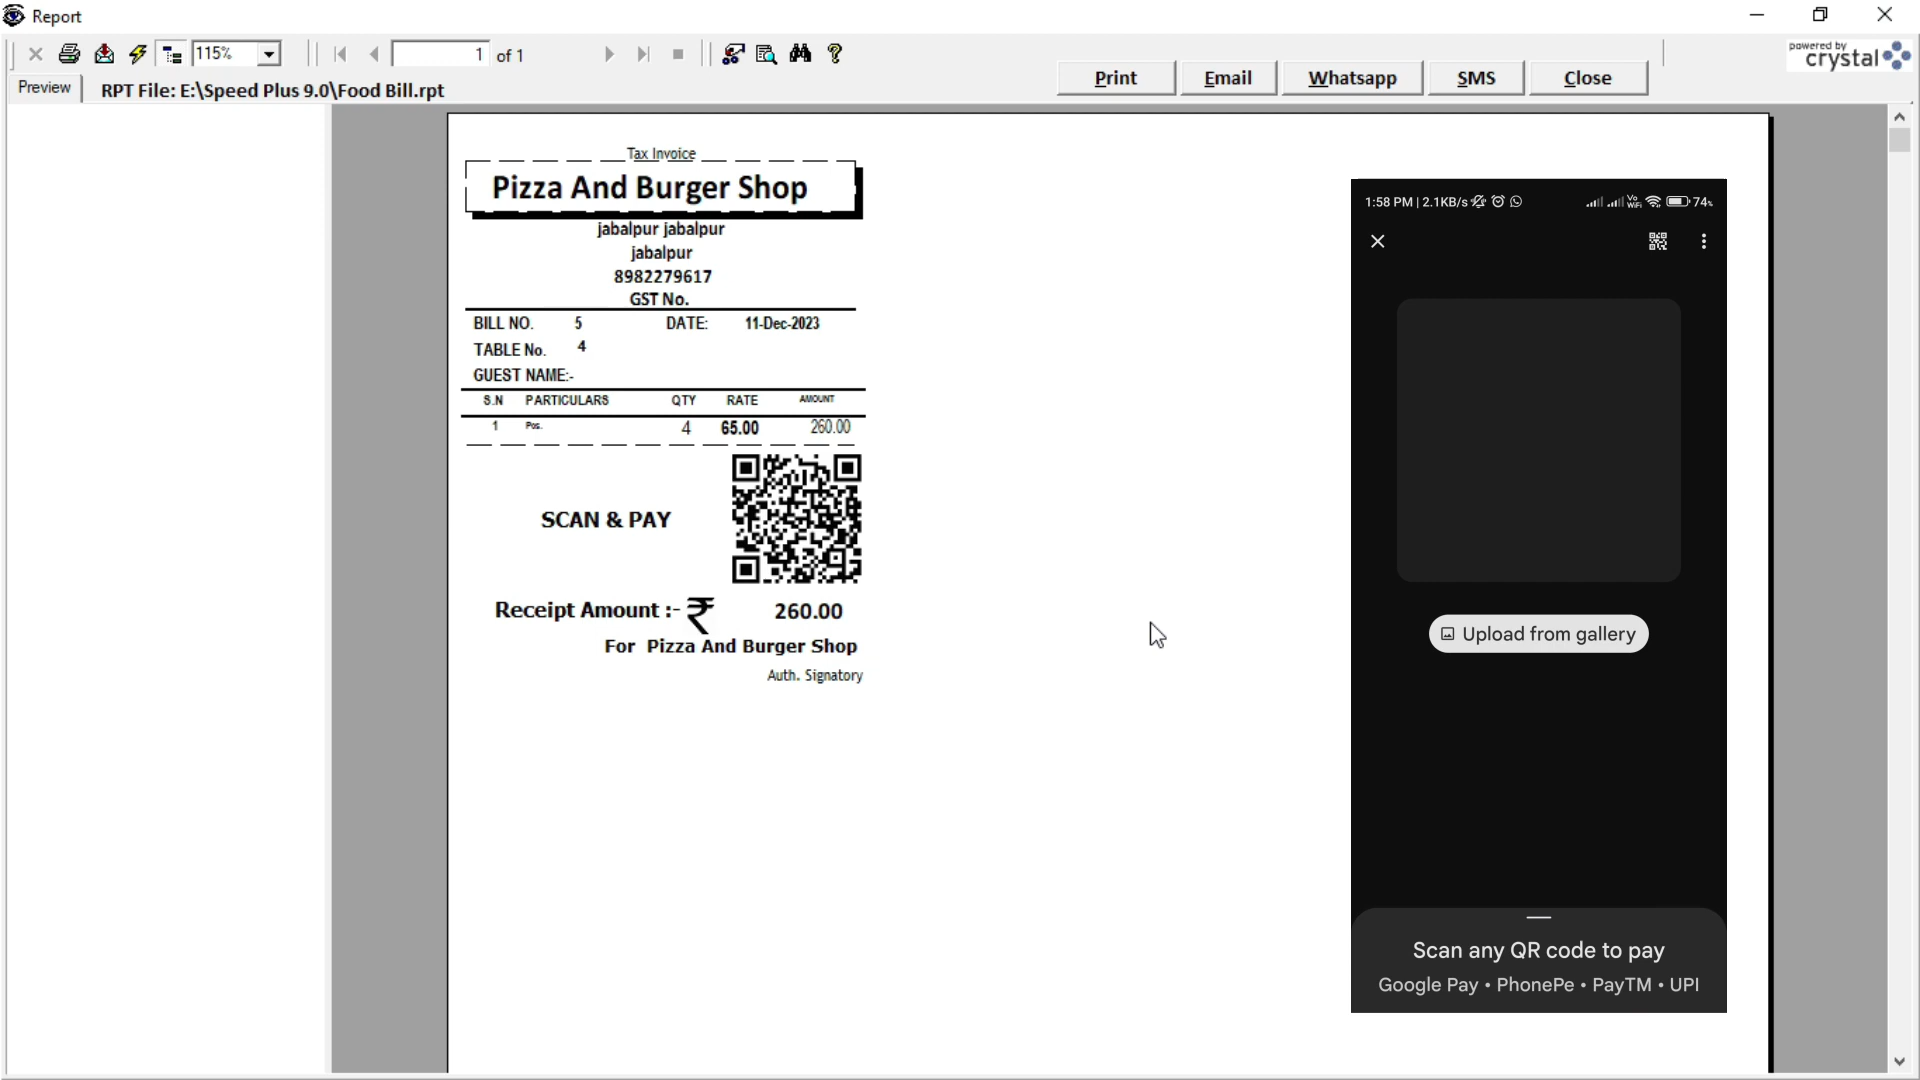 Report
115%
1 of 1
powered by
crystal
Print Email Whatsapp SMS Close
Preview RPT File: E:\Speed Plus 9.0\Food Bill.rpt
Tax Invoice
Pizza And Burger Shop
jabalpur jabalpur
jabalpur
8982279617
GST No.
BILL NO. 5 DATE: 11-Dec-2023
TABLE No. 4
GUEST NAME:-
S.N PARTICULARS QTY RATE AMOUNT
1 Pos. 4 65.00 260.00
SCAN & PAY
Receipt Amount :- ₹ 260.00
For Pizza And Burger Shop
Auth. Signatory
1:58 PM | 2.1KB/s Vo WiFi 74%
Upload from gallery
Scan any QR code to pay
Google Pay • PhonePe • PayTM • UPI